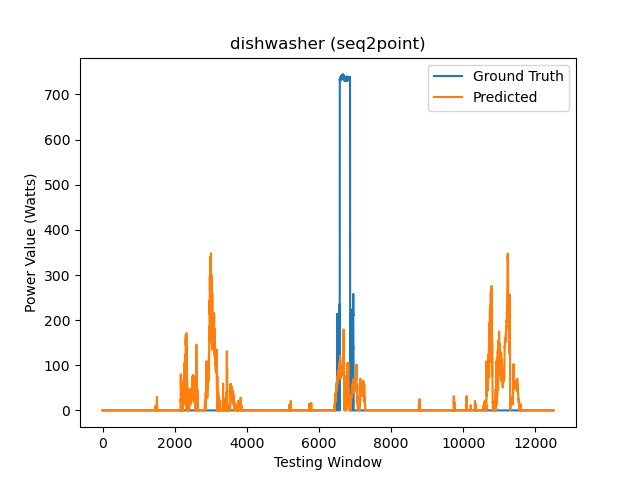 dishwasher (seq2point)
Ground Truth
Predicted
Power Value (Watts)
700
600
500
400
300
200
100
0
0 2000 4000 6000 8000 10000 12000
Testing Window